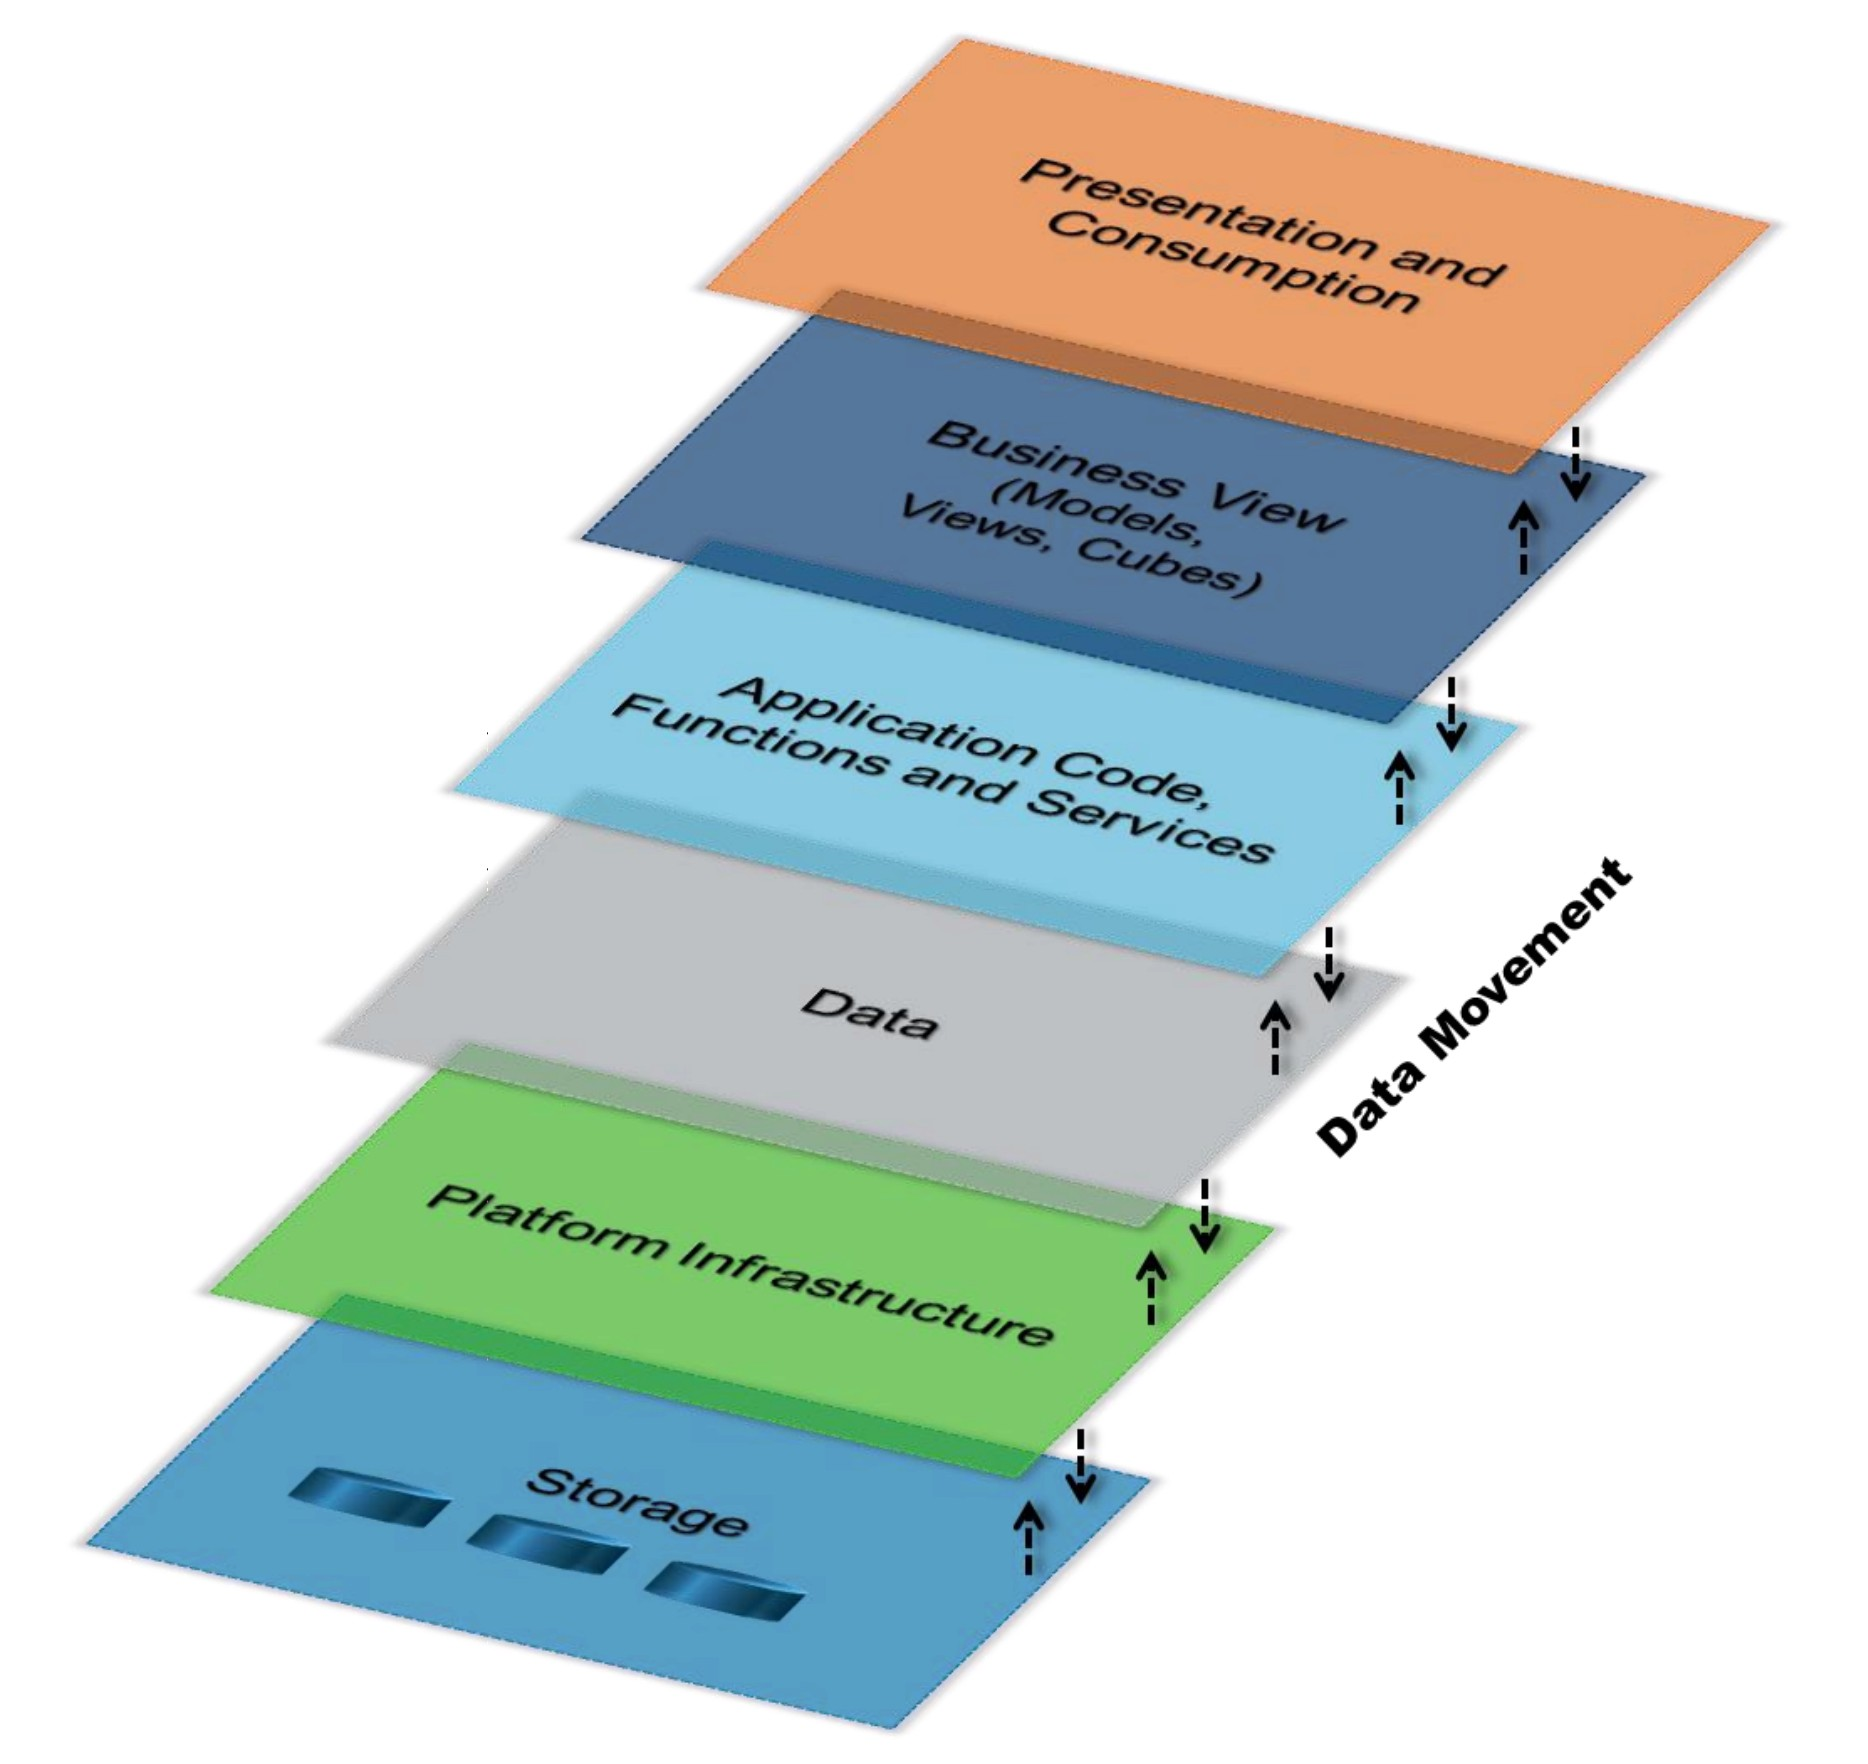 Presentation and
Consumption
Business View
(Models,
Views, Cubes)
Application Code,
Functions and Services
Data
Data Movement
Platform Infrastructure
Storage